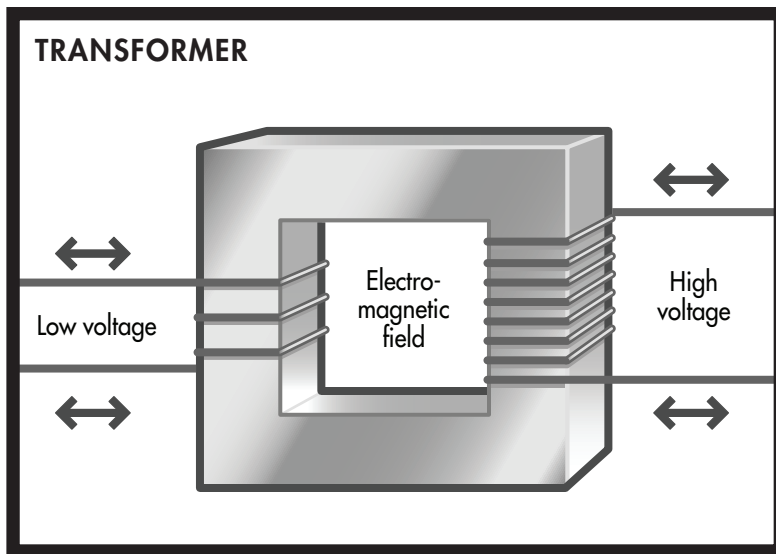 TRANSFORMER
Low voltage
Electro-
magnetic
field
High
voltage